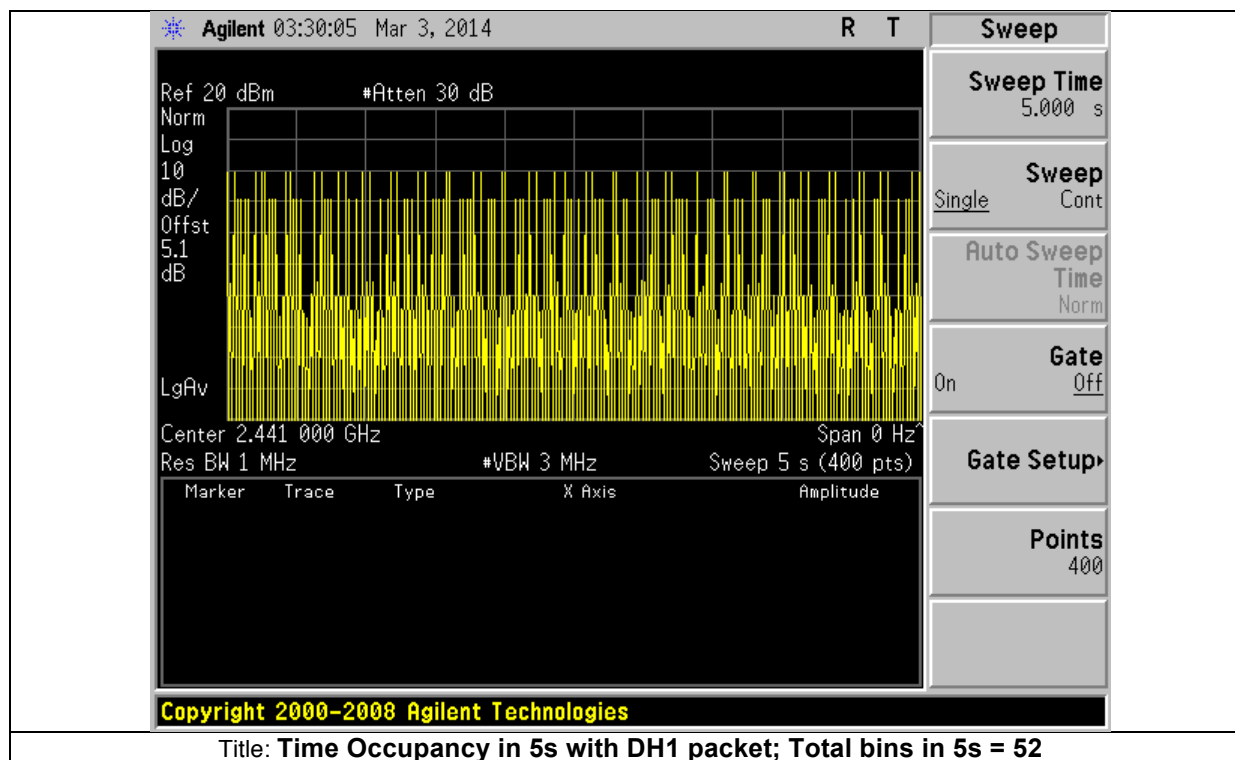 Agilent 03:30:05 Mar 3, 2014 R T
Ref 20 dBm #Atten 30 dB
Norm
Log
10
dB/
Offst
5.1
dB
LgAv
Center 2.441 000 GHz Span 0 Hz^
Res BW 1 MHz #VBW 3 MHz Sweep 5 s (400 pts)
Marker Trace Type X Axis Amplitude
Copyright 2000-2008 Agilent Technologies
Sweep
Sweep Time
5.000 s
Sweep
Single Cont
Auto Sweep
Time
Norm
Gate
On Off
Gate Setup▸
Points
400
Title: Time Occupancy in 5s with DH1 packet; Total bins in 5s = 52